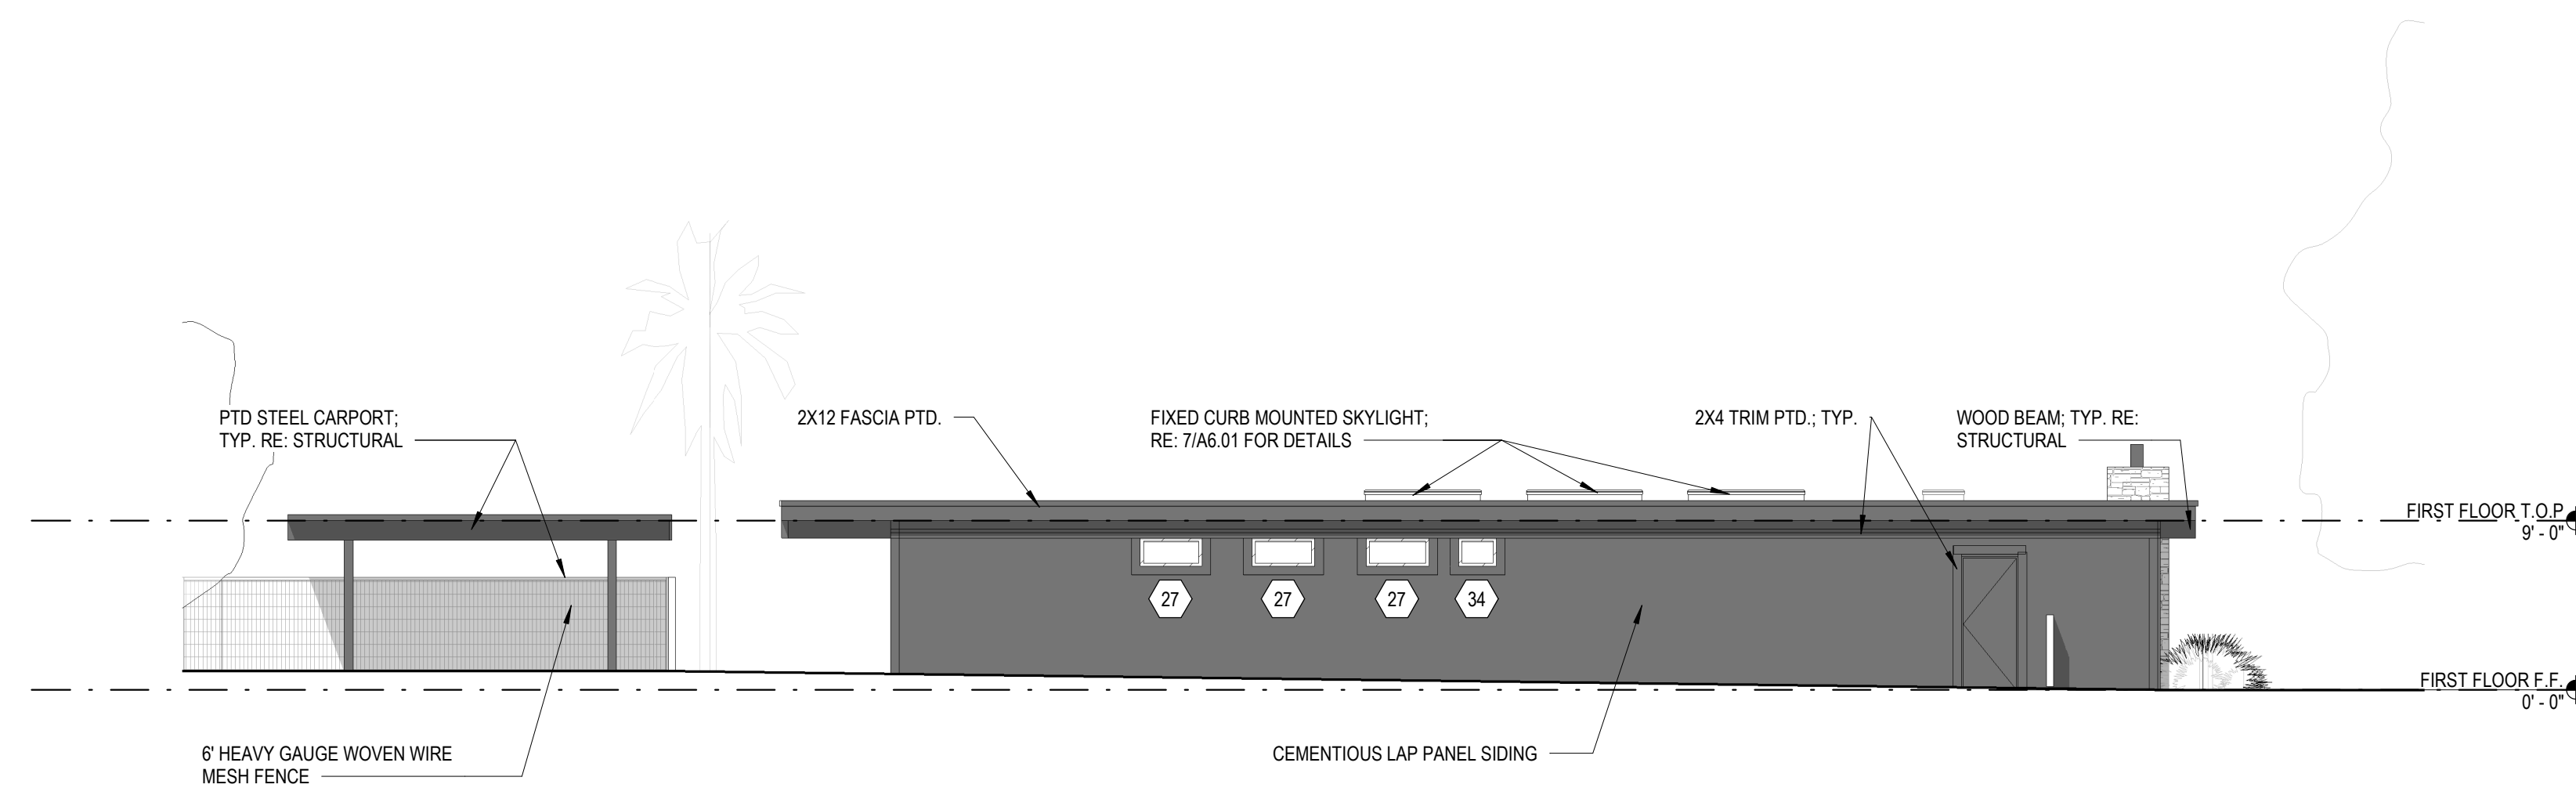 PTD STEEL CARPORT;
TYP. RE: STRUCTURAL
2X12 FASCIA PTD.
FIXED CURB MOUNTED SKYLIGHT;
RE: 7/A6.01 FOR DETAILS
2X4 TRIM PTD.; TYP.
WOOD BEAM; TYP. RE:
STRUCTURAL
FIRST FLOOR T.O.P
9' - 0"
27
27
27
34
FIRST FLOOR F.F.
0' - 0"
6' HEAVY GAUGE WOVEN WIRE
MESH FENCE
CEMENTIOUS LAP PANEL SIDING